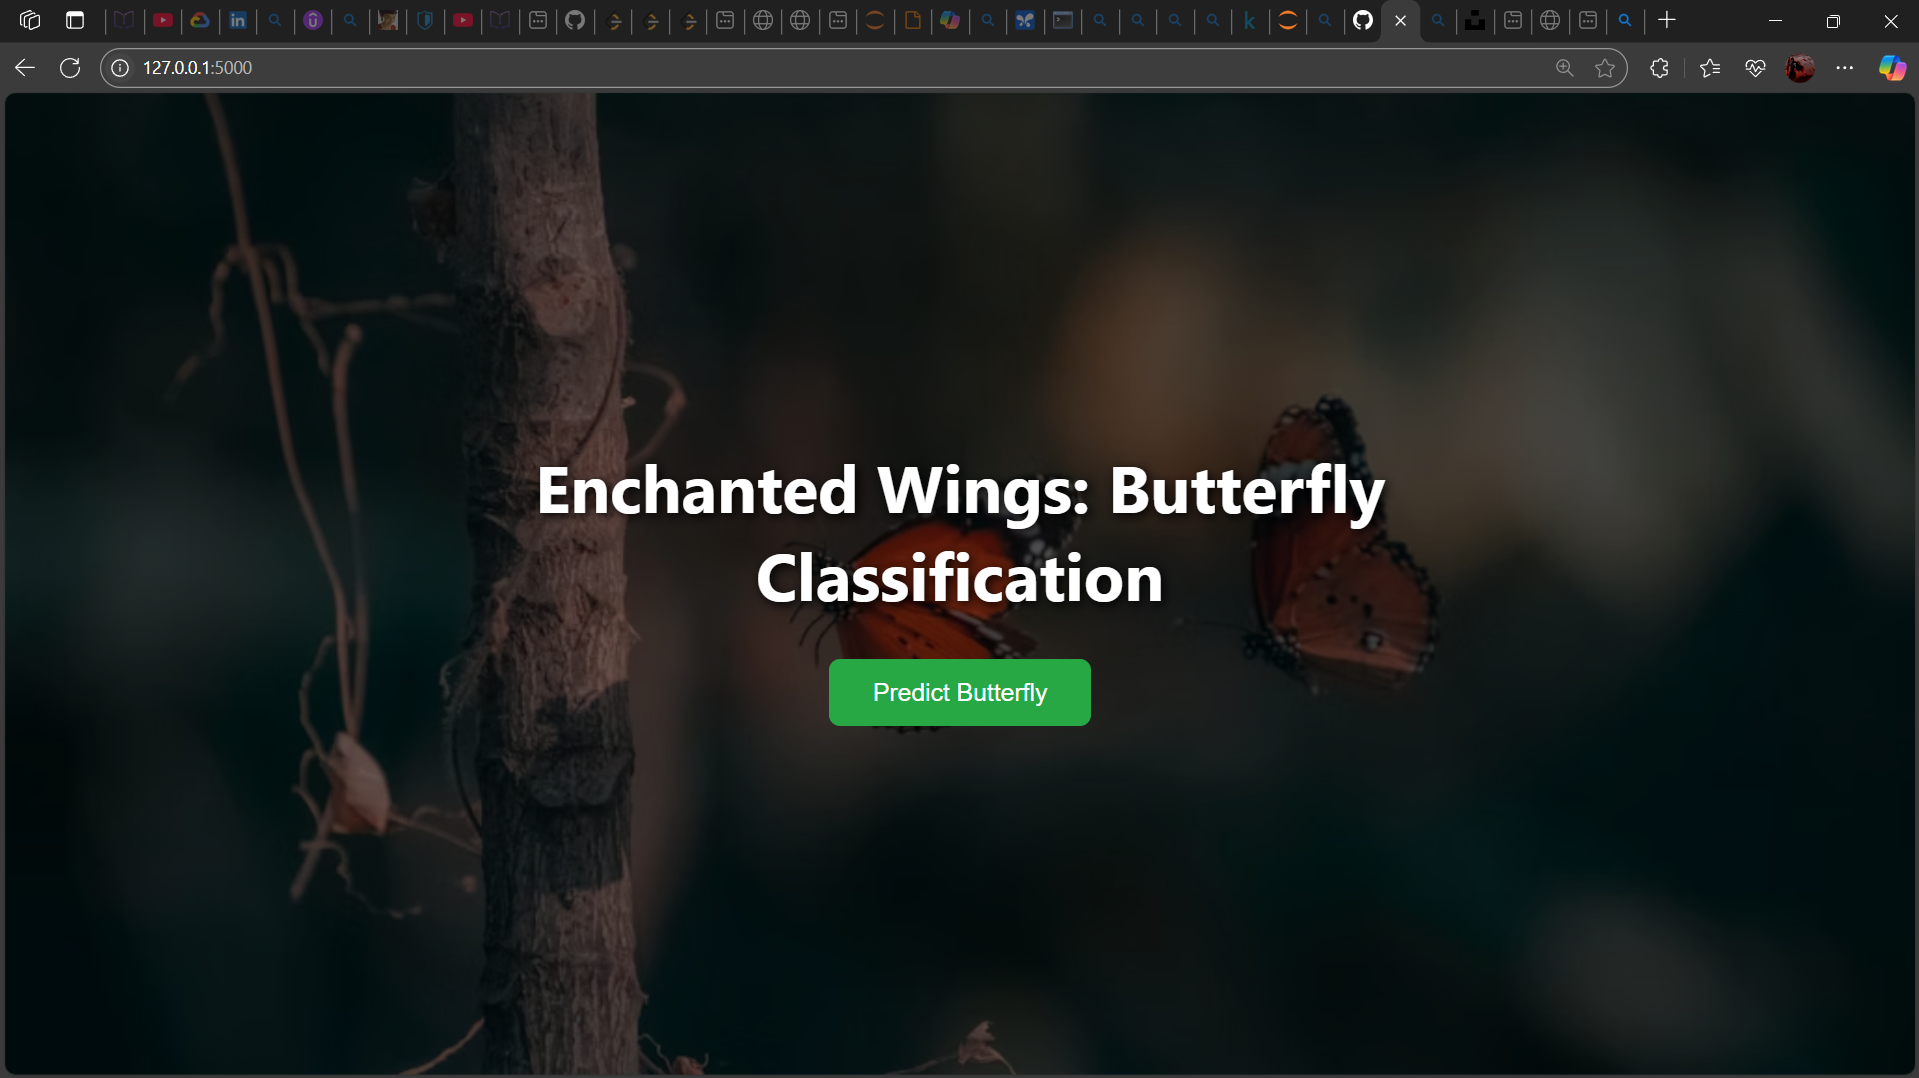 127.0.0.1:5000
Enchanted Wings: Butterfly
Classification
Predict Butterfly